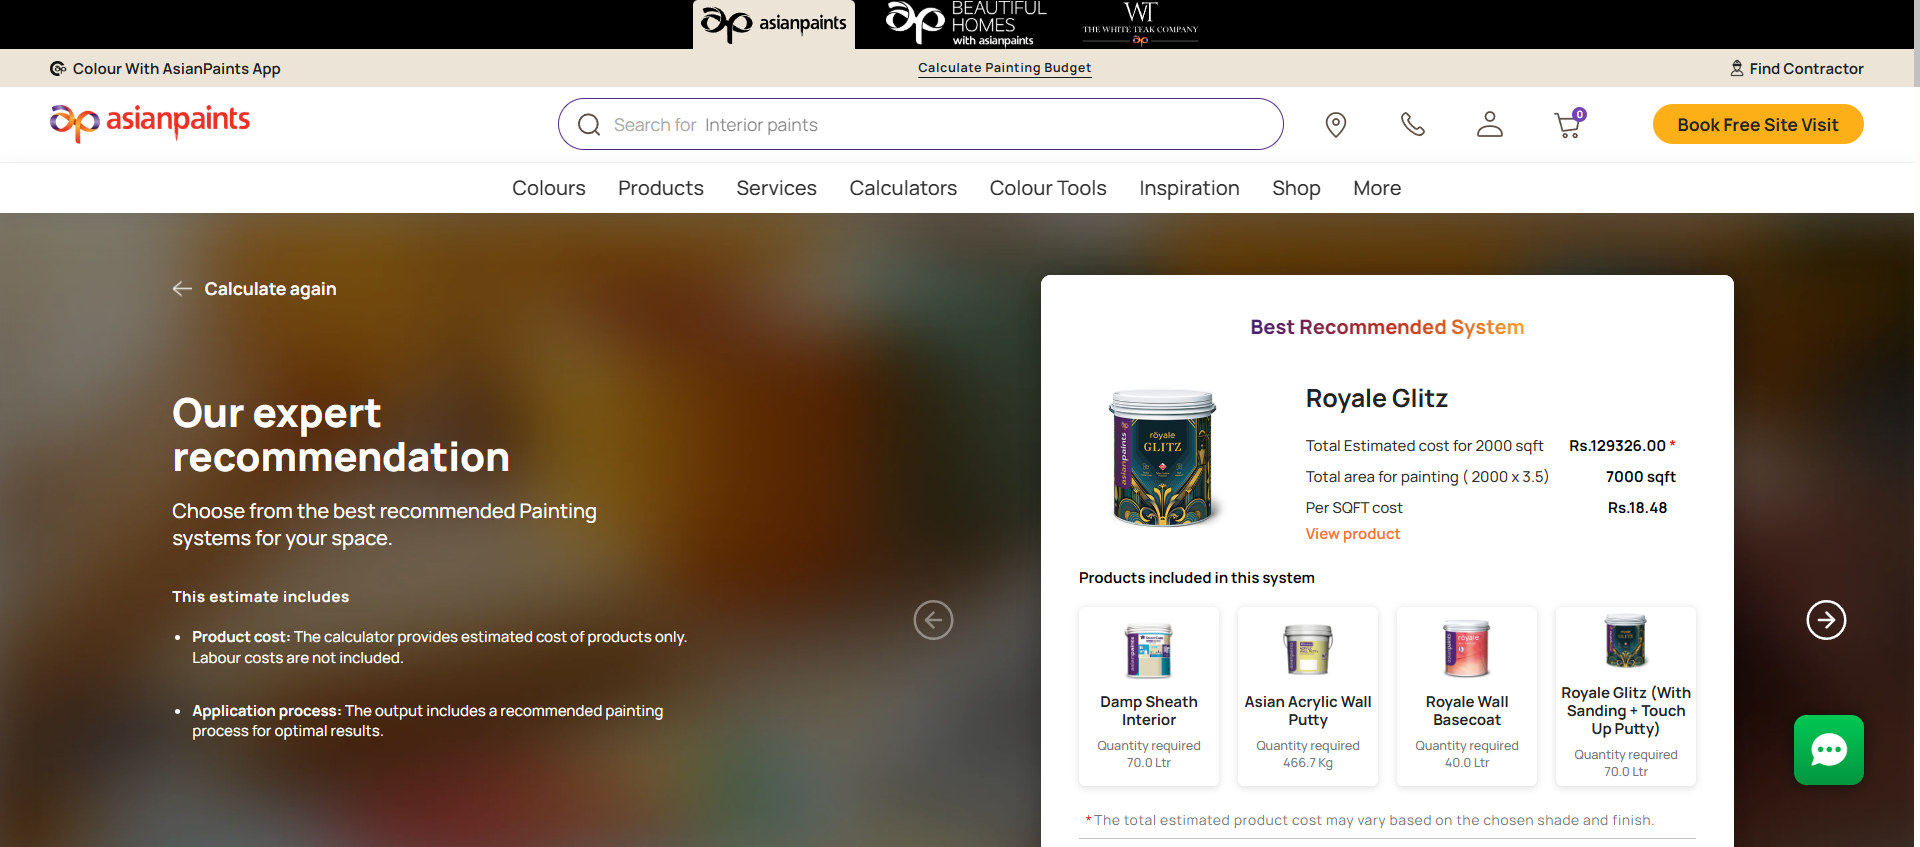 asianpaints
BEAUTIFUL
HOMES
with asianpaints
WT
THE WHITE TEAK COMPANY
Colour With AsianPaints App
Calculate Painting Budget
Find Contractor
asianpaints
Search for Interior paints
0
Book Free Site Visit
Colours Products Services Calculators Colour Tools Inspiration Shop More
Calculate again
Our expert
recommendation
Choose from the best recommended Painting
systems for your space.
This estimate includes
• Product cost: The calculator provides estimated cost of products only.
Labour costs are not included.
• Application process: The output includes a recommended painting
process for optimal results.
Best Recommended System
asianpaints
royale
GLITZ
Royale Glitz
Total Estimated cost for 2000 sqft Rs.129326.00 *
Total area for painting ( 2000 x 3.5) 7000 sqft
Per SQFT cost Rs.18.48
View product
Products included in this system
Damp Sheath
Interior
Quantity required
70.0 Ltr
Asian Acrylic Wall
Putty
Quantity required
466.7 Kg
Royale Wall
Basecoat
Quantity required
40.0 Ltr
Royale Glitz (With
Sanding + Touch
Up Putty)
Quantity required
70.0 Ltr
*The total estimated product cost may vary based on the chosen shade and finish.